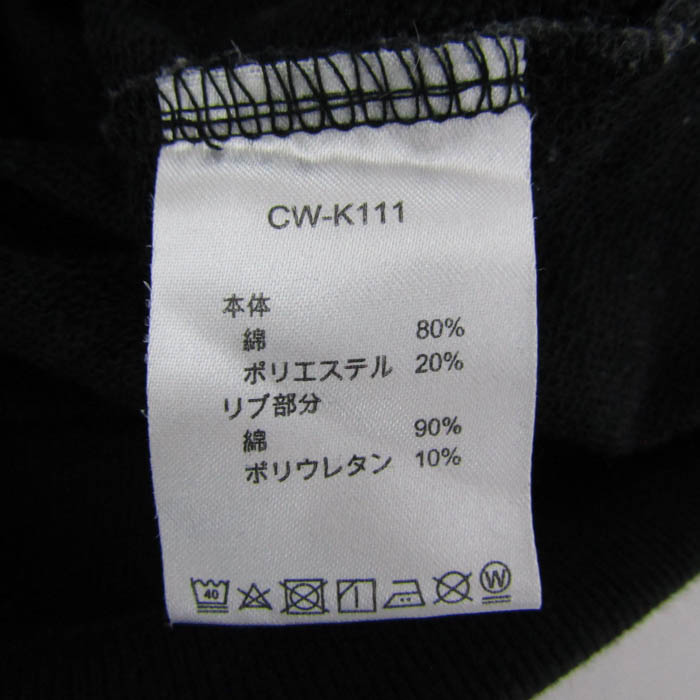 CW-K111
本体
綿 80%
ポリエステル 20%
リブ部分
綿 90%
ポリウレタン 10%
40 W